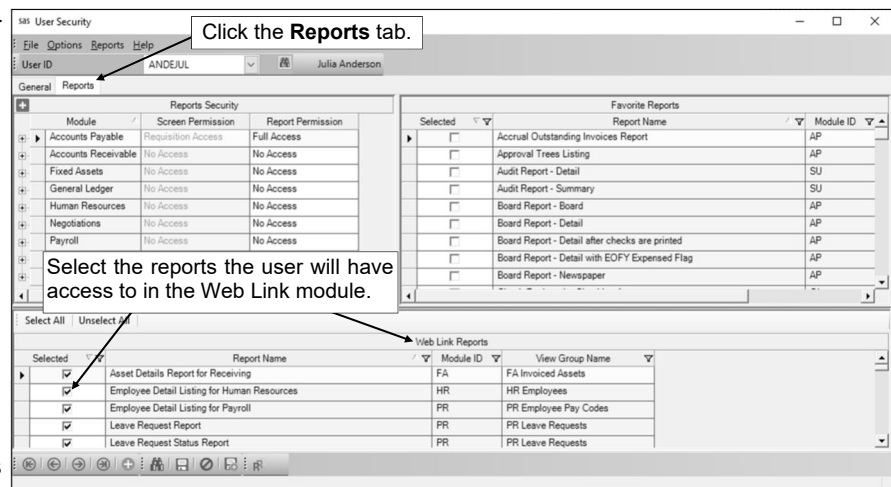 sas User Security
Click the Reports tab.
File Options Reports Help
User ID ANDEJUL Julia Anderson
General Reports
Reports Security
Module Screen Permission Report Permission
Accounts Payable Requisition Access Full Access
Accounts Receivable No Access No Access
Fixed Assets No Access No Access
General Ledger No Access No Access
Human Resources No Access No Access
Negotiations No Access No Access
Payroll No Access No Access
Favorite Reports
Selected Report Name Module ID
Accrual Outstanding Invoices Report AP
Approval Trees Listing AP
Audit Report - Detail SU
Audit Report - Summary SU
Board Report - Board AP
Board Report - Detail AP
Board Report - Detail after checks are printed AP
Board Report - Detail with EOFY Expensed Flag AP
Board Report - Newspaper AP
Select the reports the user will have
access to in the Web Link module.
Select All Unselect All
Web Link Reports
Selected Report Name Module ID View Group Name
Asset Details Report for Receiving FA FA Invoiced Assets
Employee Detail Listing for Human Resources HR HR Employees
Employee Detail Listing for Payroll PR PR Employee Pay Codes
Leave Request Report PR PR Leave Requests
Leave Request Status Report PR PR Leave Requests